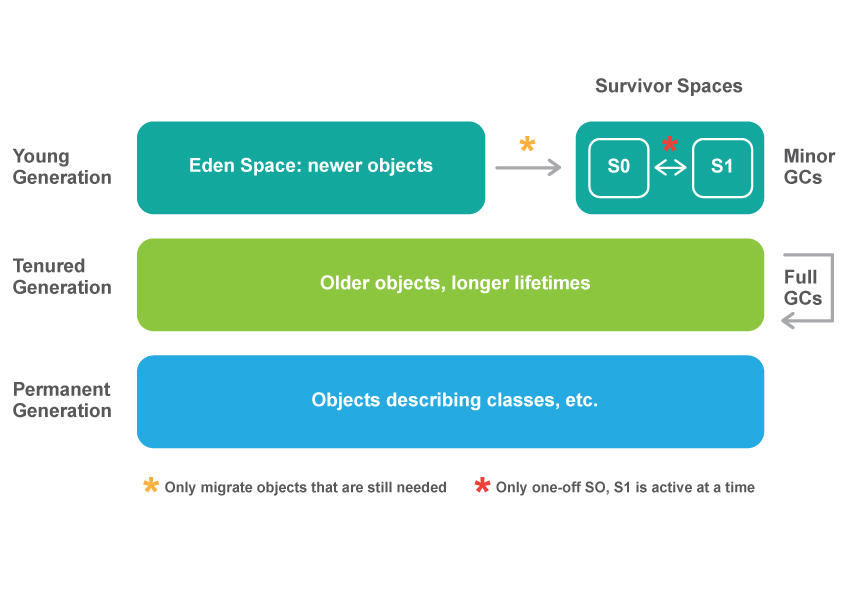 Survivor Spaces
Young
Generation
Eden Space: newer objects
*
S0
*
S1
Minor
GCs
Tenured
Generation
Older objects, longer lifetimes
Full
GCs
Permanent
Generation
Objects describing classes, etc.
* Only migrate objects that are still needed
* Only one-off SO, S1 is active at a time